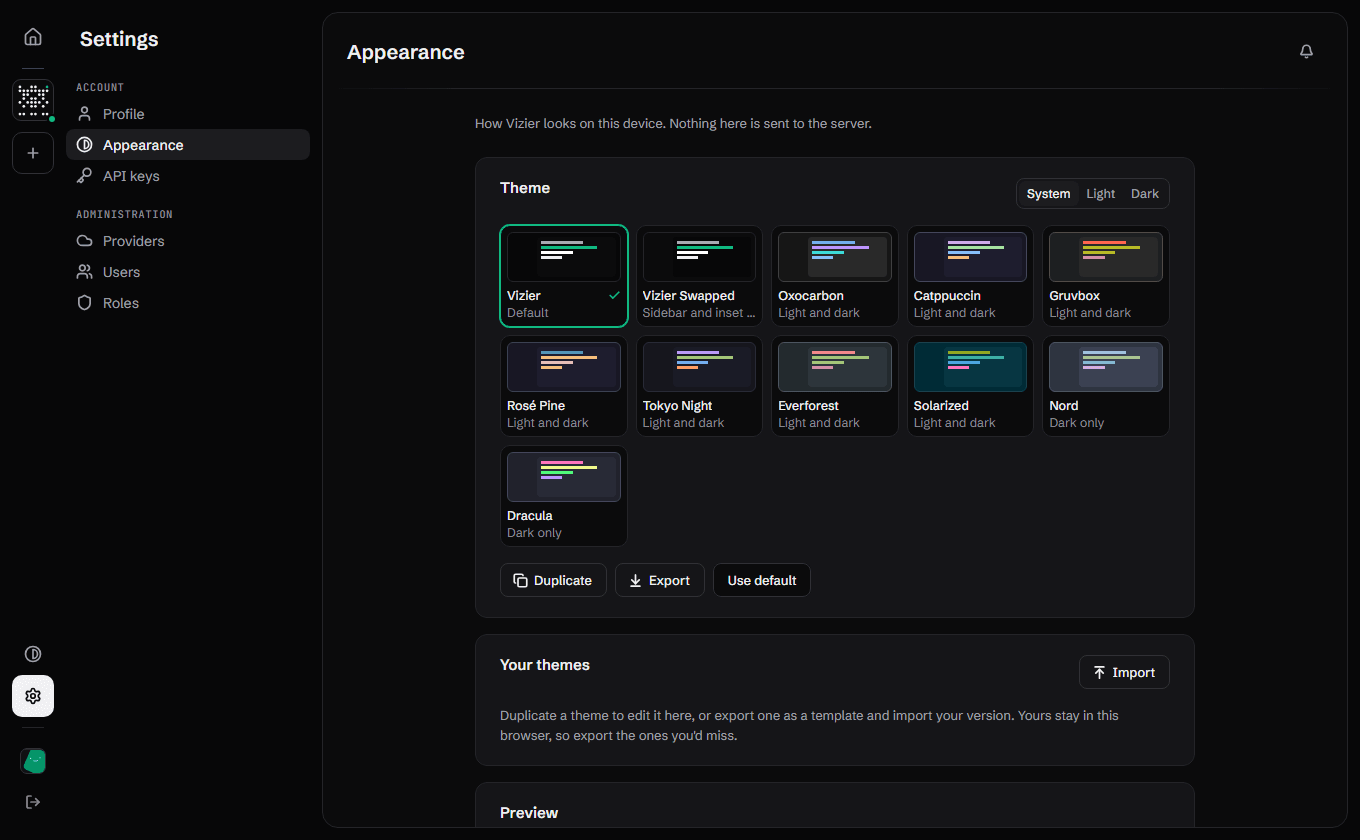 Settings
ACCOUNT
Profile
Appearance
API keys
ADMINISTRATION
Providers
Users
Roles
Appearance
How Vizier looks on this device. Nothing here is sent to the server.
Theme
System Light Dark
Vizier
Default
Vizier Swapped
Sidebar and inset ...
Oxocarbon
Light and dark
Catppuccin
Light and dark
Gruvbox
Light and dark
Rosé Pine
Light and dark
Tokyo Night
Light and dark
Everforest
Light and dark
Solarized
Light and dark
Nord
Dark only
Dracula
Dark only
Duplicate
Export
Use default
Your themes
Import
Duplicate a theme to edit it here, or export one as a template and import your version. Yours stay in this
browser, so export the ones you'd miss.
Preview